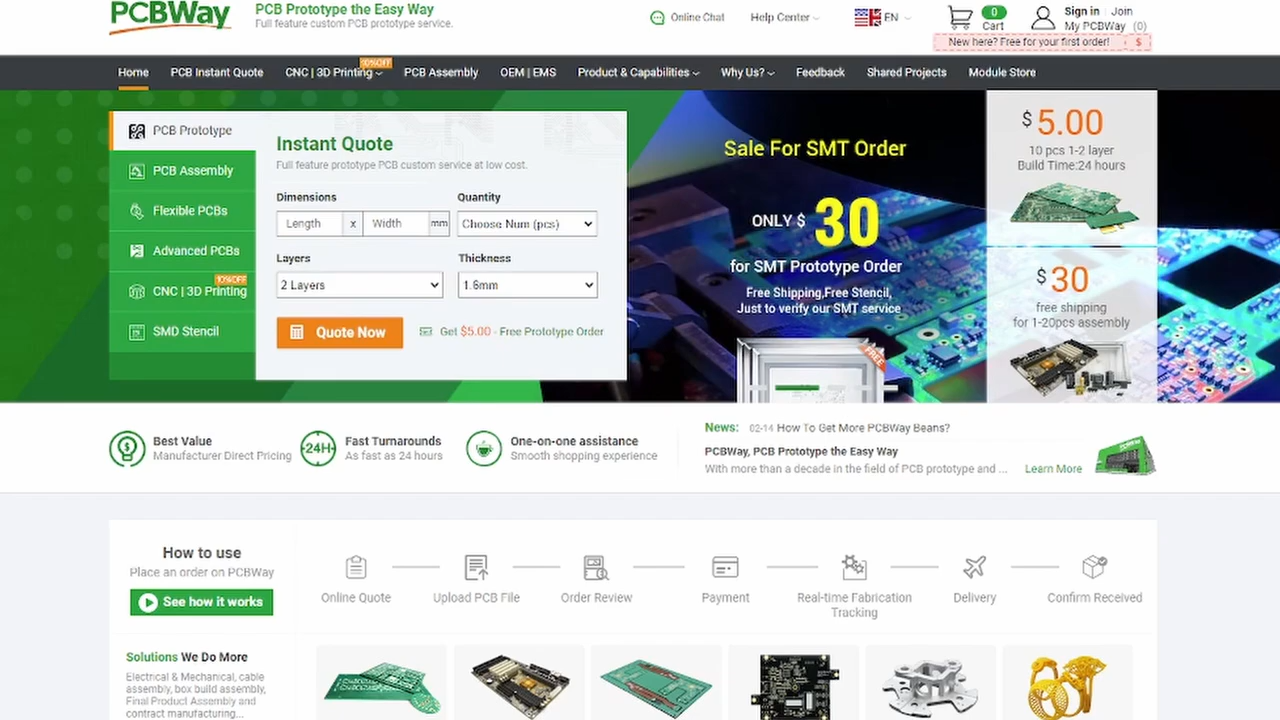 PCBWay
PCB Prototype the Easy Way
Full feature custom PCB prototype service.
Online Chat
Help Center
EN
0
Cart
Sign in Join
My PCBWay (0)
New here? Free for your first order! $
Home
PCB Instant Quote
CNC | 3D Printing
10%OFF
PCB Assembly
OEM | EMS
Product & Capabilities
Why Us?
Feedback
Shared Projects
Module Store
PCB Prototype
PCB Assembly
Flexible PCBs
Advanced PCBs
10%OFF
CNC | 3D Printing
SMD Stencil
Instant Quote
Full feature prototype PCB custom service at low cost.
Dimensions
Quantity
Length x Width mm
Choose Num (pcs)
Layers
Thickness
2 Layers
1.6mm
Quote Now
Get $5.00 - Free Prototype Order
Sale For SMT Order
ONLY $ 30
for SMT Prototype Order
Free Shipping,Free Stencil,
Just to verify our SMT service
FREE
$ 5.00
10 pcs 1-2 layer
Build Time:24 hours
$ 30
free shipping
for 1-20pcs assembly
Best Value
Manufacturer Direct Pricing
24H
Fast Turnarounds
As fast as 24 hours
One-on-one assistance
Smooth shopping experience
News: 02-14 How To Get More PCBWay Beans?
PCBWay, PCB Prototype the Easy Way
With more than a decade in the field of PCB prototype and ... Learn More
How to use
Place an order on PCBWay
See how it works
Online Quote
Upload PCB File
Order Review
Payment
Real-time Fabrication
Tracking
Delivery
Confirm Received
Solutions We Do More
Electrical & Mechanical, cable
assembly, box build assembly,
Final Product Assembly and
contract manufacturing...